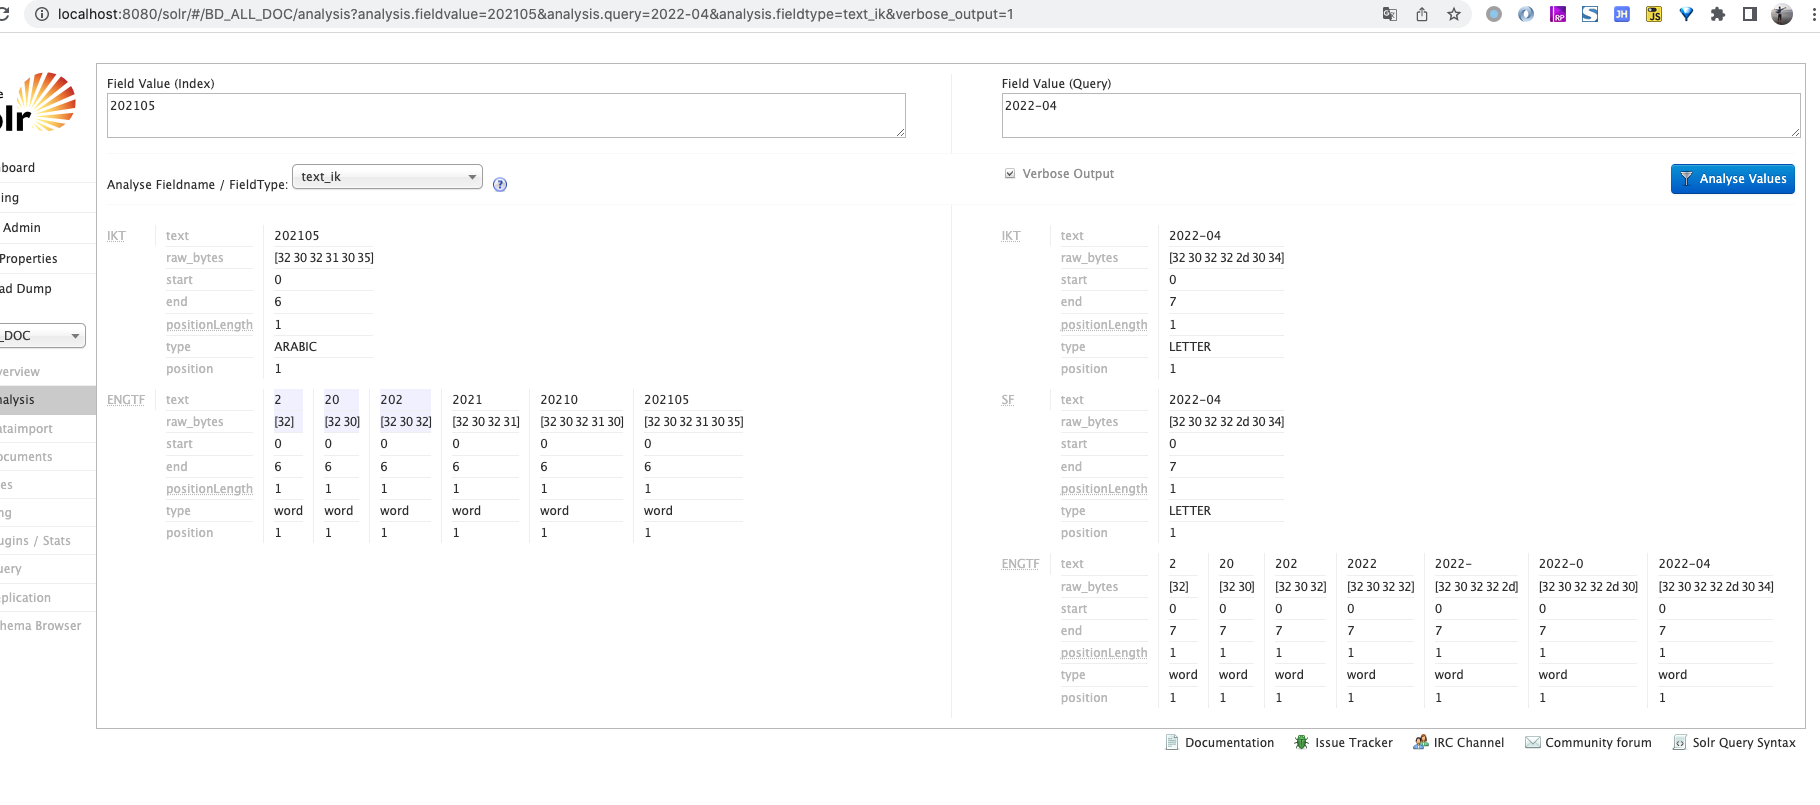 localhost:8080/solr/#/BD_ALL_DOC/analysis?analysis.fieldvalue=202105&analysis.query=2022-04&analysis.fieldtype=text_ik&verbose_output=1
RP
JH
JS
e
olr
board
ing
Admin
Properties
ad Dump
_DOC
verview
nalysis
ataimport
ocuments
es
ng
ugins / Stats
uery
eplication
hema Browser
Field Value (Index)
202105
Field Value (Query)
2022-04
Analyse Fieldname / FieldType: text_ik ?
Verbose Output
Analyse Values
IKT text 202105
raw_bytes [32 30 32 31 30 35]
start 0
end 6
positionLength 1
type ARABIC
position 1
ENGTF text 2 20 202 2021 20210 202105
raw_bytes [32] [32 30] [32 30 32] [32 30 32 31] [32 30 32 31 30] [32 30 32 31 30 35]
start 0 0 0 0 0 0
end 6 6 6 6 6 6
positionLength 1 1 1 1 1 1
type word word word word word word
position 1 1 1 1 1 1
IKT text 2022-04
raw_bytes [32 30 32 32 2d 30 34]
start 0
end 7
positionLength 1
type LETTER
position 1
SF text 2022-04
raw_bytes [32 30 32 32 2d 30 34]
start 0
end 7
positionLength 1
type LETTER
position 1
ENGTF text 2 20 202 2022 2022- 2022-0 2022-04
raw_bytes [32] [32 30] [32 30 32] [32 30 32 32] [32 30 32 32 2d] [32 30 32 32 2d 30] [32 30 32 32 2d 30 34]
start 0 0 0 0 0 0 0
end 7 7 7 7 7 7 7
positionLength 1 1 1 1 1 1 1
type word word word word word word word
position 1 1 1 1 1 1 1
Documentation Issue Tracker IRC Channel Community forum Solr Query Syntax